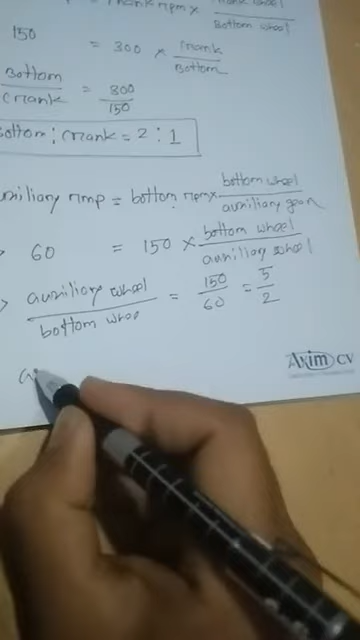 = Crank rpm × Crank wheel / Bottom wheel
150 = 300 × Crank / Bottom
Bottom / Crank = 300 / 150
Bottom : Crank = 2 : 1
auxiliary rmp = bottom rpm × bottom wheel / auxiliary gear
60 = 150 × bottom wheel / auxiliary wheel
> auxiliary wheel / bottom whee = 150 / 60 = 5 / 2
Axim CV